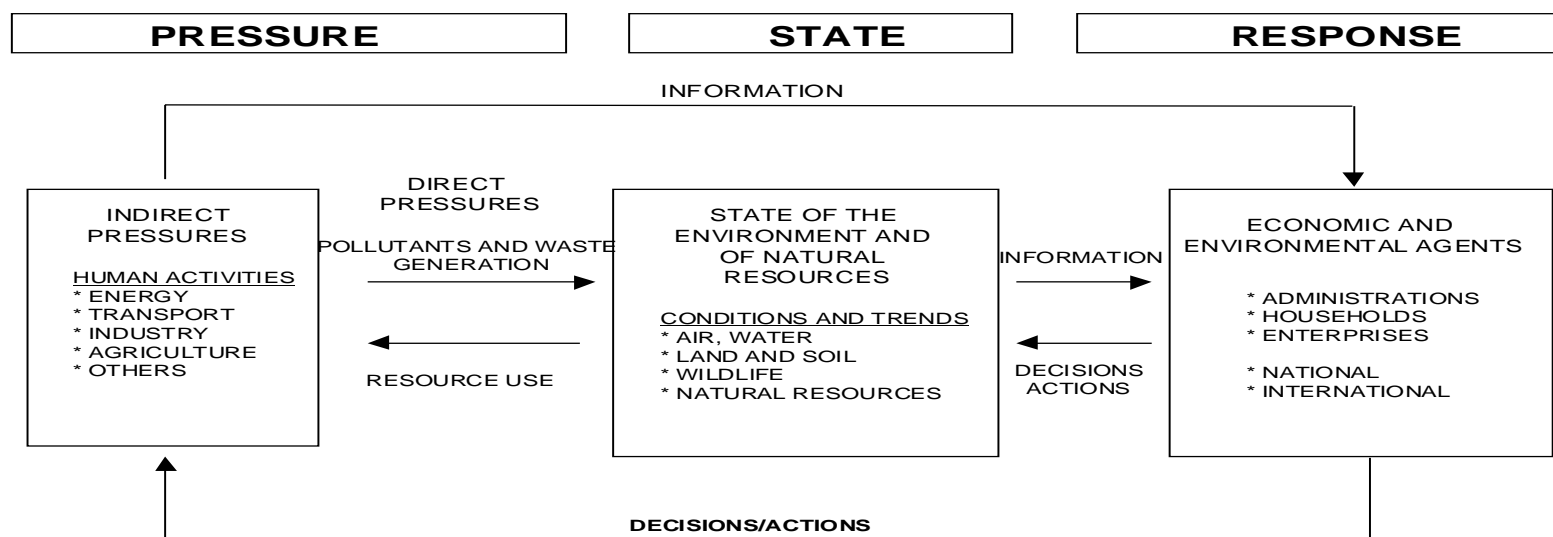 PRESSURE
STATE
RESPONSE
INFORMATION
INDIRECT
PRESSURES
HUMAN ACTIVITIES
* ENERGY
* TRANSPORT
* INDUSTRY
* AGRICULTURE
* OTHERS
DIRECT
PRESSURES
POLLUTANTS AND WASTE
GENERATION
RESOURCE USE
STATE OF THE
ENVIRONMENT AND
OF NATURAL
RESOURCES
CONDITIONS AND TRENDS
* AIR, WATER
* LAND AND SOIL
* WILDLIFE
* NATURAL RESOURCES
INFORMATION
DECISIONS
ACTIONS
ECONOMIC AND
ENVIRONMENTAL AGENTS
* ADMINISTRATIONS
* HOUSEHOLDS
* ENTERPRISES
* NATIONAL
* INTERNATIONAL
DECISIONS/ACTIONS